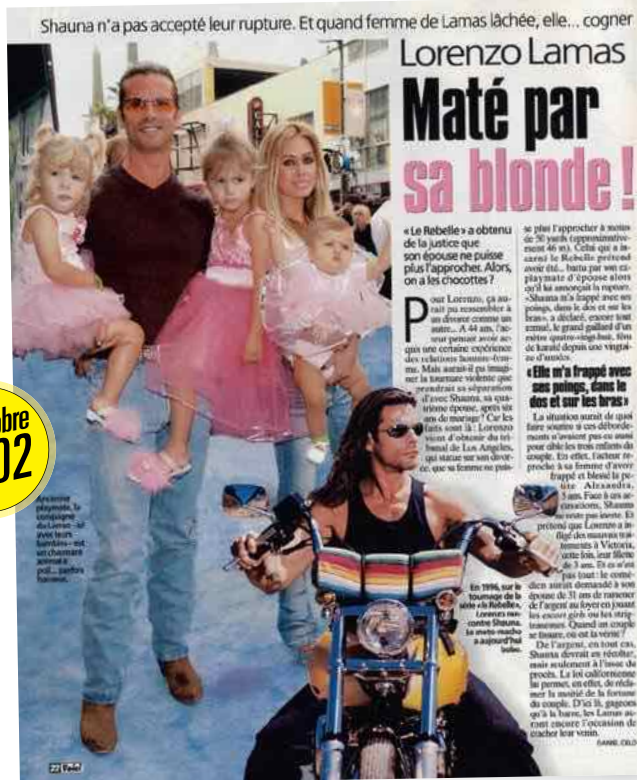 Shauna n'a pas accepté leur rupture. Et quand femme de Lamas lâchée, elle... cogner
Lorenzo Lamas
Maté par
sa blonde !
« Le Rebelle » a obtenu
de la justice que
son épouse ne puisse
plus l'approcher. Alors,
on a les chocottes ?
Pour Lorenzo, ça au-
rait pu ressembler à
un divorce comme un
autre... A 44 ans, l'ac-
teur pensait avoir ac-
quis une certaine expérience
des relations homme-fem-
me. Mais aurait-il pu imagi-
ner la tournure violente que
prendrait sa séparation
d'avec Shauna, sa qua-
trième épouse, après six
ans de mariage ? Car les
faits sont là : Lorenzo
vient d'obtenir du tri-
bunal de Los Angeles,
qui statue sur son divor-
ce, que sa femme ne puis-
se plus l'approcher à moins
de 50 yards (approximative-
ment 46 m). Celui qui a in-
carné le Rebelle prétend
avoir été... battu par son ex-
playmate d'épouse alors
qu'il lui annonçait la rupture.
«Shauna m'a frappé avec ses
poings, dans le dos et sur les
bras», a déclaré, encore tout
ému, le grand gaillard d'un
mètre quatre-vingt-huit, féru
de karaté depuis une vingtai-
ne d'années.
« Elle m'a frappé avec
ses poings, dans le
dos et sur les bras »
La situation aurait de quoi
faire sourire si ces déborde-
ments n'avaient pas eu aussi
pour cible les trois enfants du
couple. En effet, l'acteur re-
proche à sa femme d'avoir
frappé et blessé la pe-
tite Alexandra,
5 ans. Face à ces ac-
cusations, Shauna
ne reste pas inerte. Et
prétend que Lorenzo a in-
fligé des mauvais trai-
tements à Victoria,
cette fois, leur fillette
de 3 ans. Et ce n'est
pas tout : le comé-
dien aurait demandé à son
épouse de 31 ans de ramener
de l'argent au foyer en jouant
les escort girls ou les strip-
teaseuses. Quand un couple
se fissure, où est la vérité ?
De l'argent, en tout cas,
Shauna devrait en récolter,
mais seulement à l'issue du
procès. La loi californienne
lui permet, en effet, de récla-
mer la moitié de la fortune
du couple. D'ici là, gageons
qu'à la barre, les Lamas au-
ront encore l'occasion de
cracher leur venin.
Ancienne
playmate, la
compagne
du Lamas - ici
avec leurs
bambins - est
un charmant
animal à
poil... parfois
En 1996, sur le
tournage de la
série « le Rebelle »,
Lorenzo ren-
contre Shauna.
Le moto-macho
a aujourd'hui
bobo.
obre
02
22